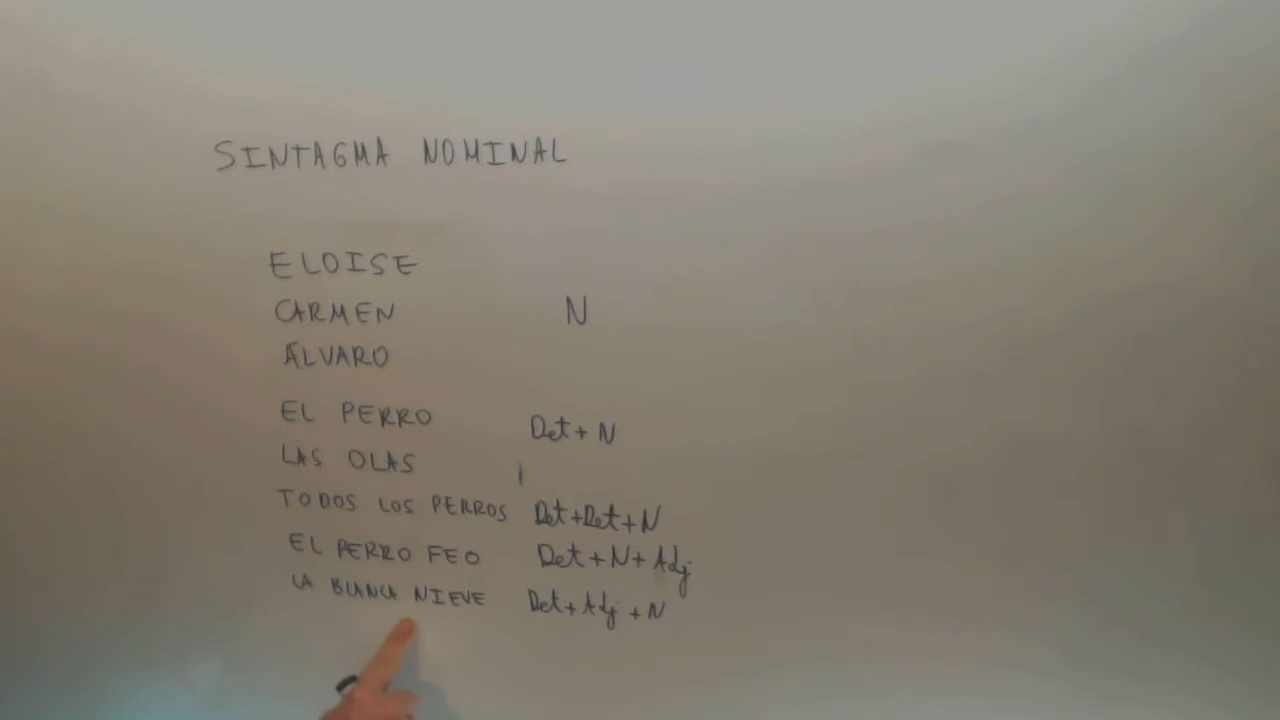 SINTAGMA NOMINAL
ELOISE
CARMEN N
ÁLVARO
EL PERRO Det + N
LAS OLAS
TODOS LOS PERROS Det+Det+N
EL PERRO FEO Det+N+Adj
LA BLANCA NIEVE Det+Adj+N